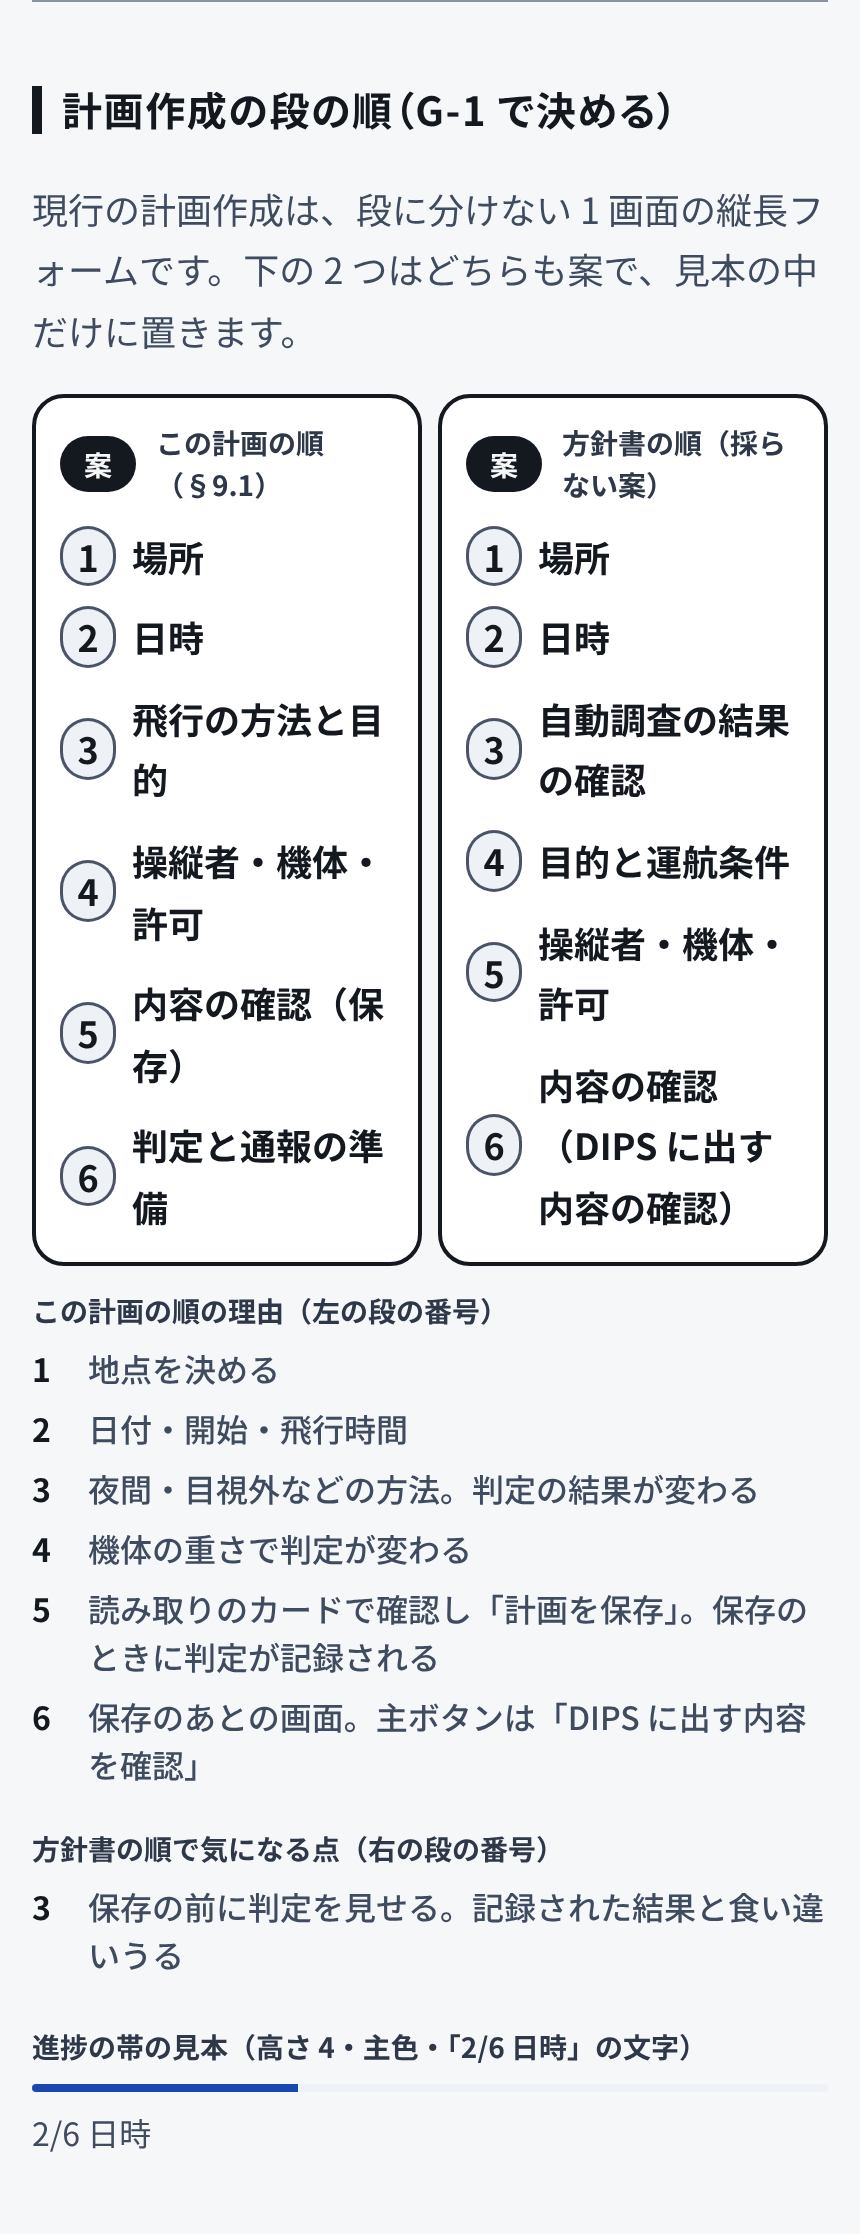 計画作成の段の順（G-1 で決める）
現行の計画作成は、段に分けない 1 画面の縦長フ
ォームです。下の 2 つはどちらも案で、見本の中
だけに置きます。
案
この計画の順
（§9.1）
1 場所
2 日時
3 飛行の方法と目
的
4 操縦者・機体・
許可
5 内容の確認（保
存）
6 判定と通報の準
備
案
方針書の順（採ら
ない案）
1 場所
2 日時
3 自動調査の結果
の確認
4 目的と運航条件
5 操縦者・機体・
許可
6 内容の確認
（DIPS に出す
内容の確認）
この計画の順の理由（左の段の番号）
1 地点を決める
2 日付・開始・飛行時間
3 夜間・目視外などの方法。判定の結果が変わる
4 機体の重さで判定が変わる
5 読み取りのカードで確認し「計画を保存」。保存の
ときに判定が記録される
6 保存のあとの画面。主ボタンは「DIPS に出す内容
を確認」
方針書の順で気になる点（右の段の番号）
3 保存の前に判定を見せる。記録された結果と食い違
いうる
進捗の帯の見本（高さ 4・主色・「2/6 日時」の文字）
2/6 日時